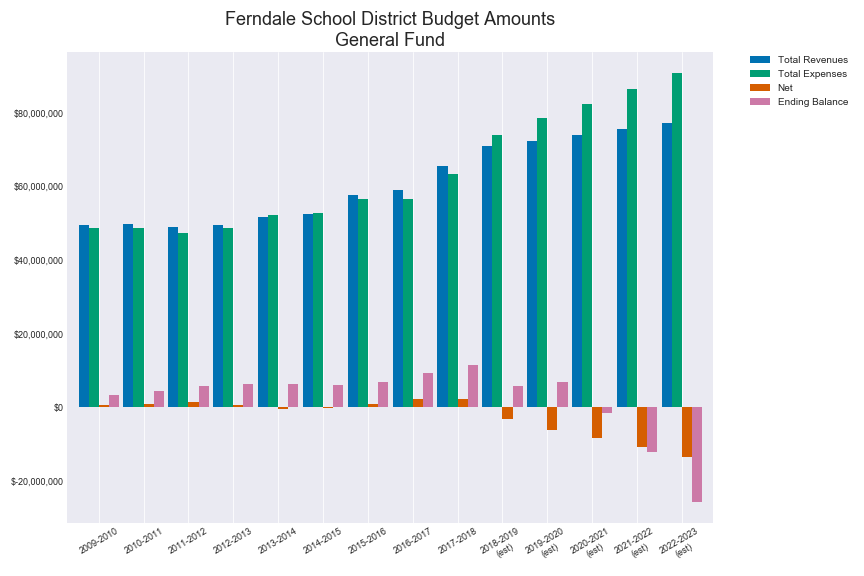 Ferndale School District Budget Amounts
General Fund
Total Revenues
Total Expenses
Net
Ending Balance
$80,000,000
$60,000,000
$40,000,000
$20,000,000
$0
$-20,000,000
2009-2010
2010-2011
2011-2012
2012-2013
2013-2014
2014-2015
2015-2016
2016-2017
2017-2018
2018-2019
(est)
2019-2020
(est)
2020-2021
(est)
2021-2022
(est)
2022-2023
(est)